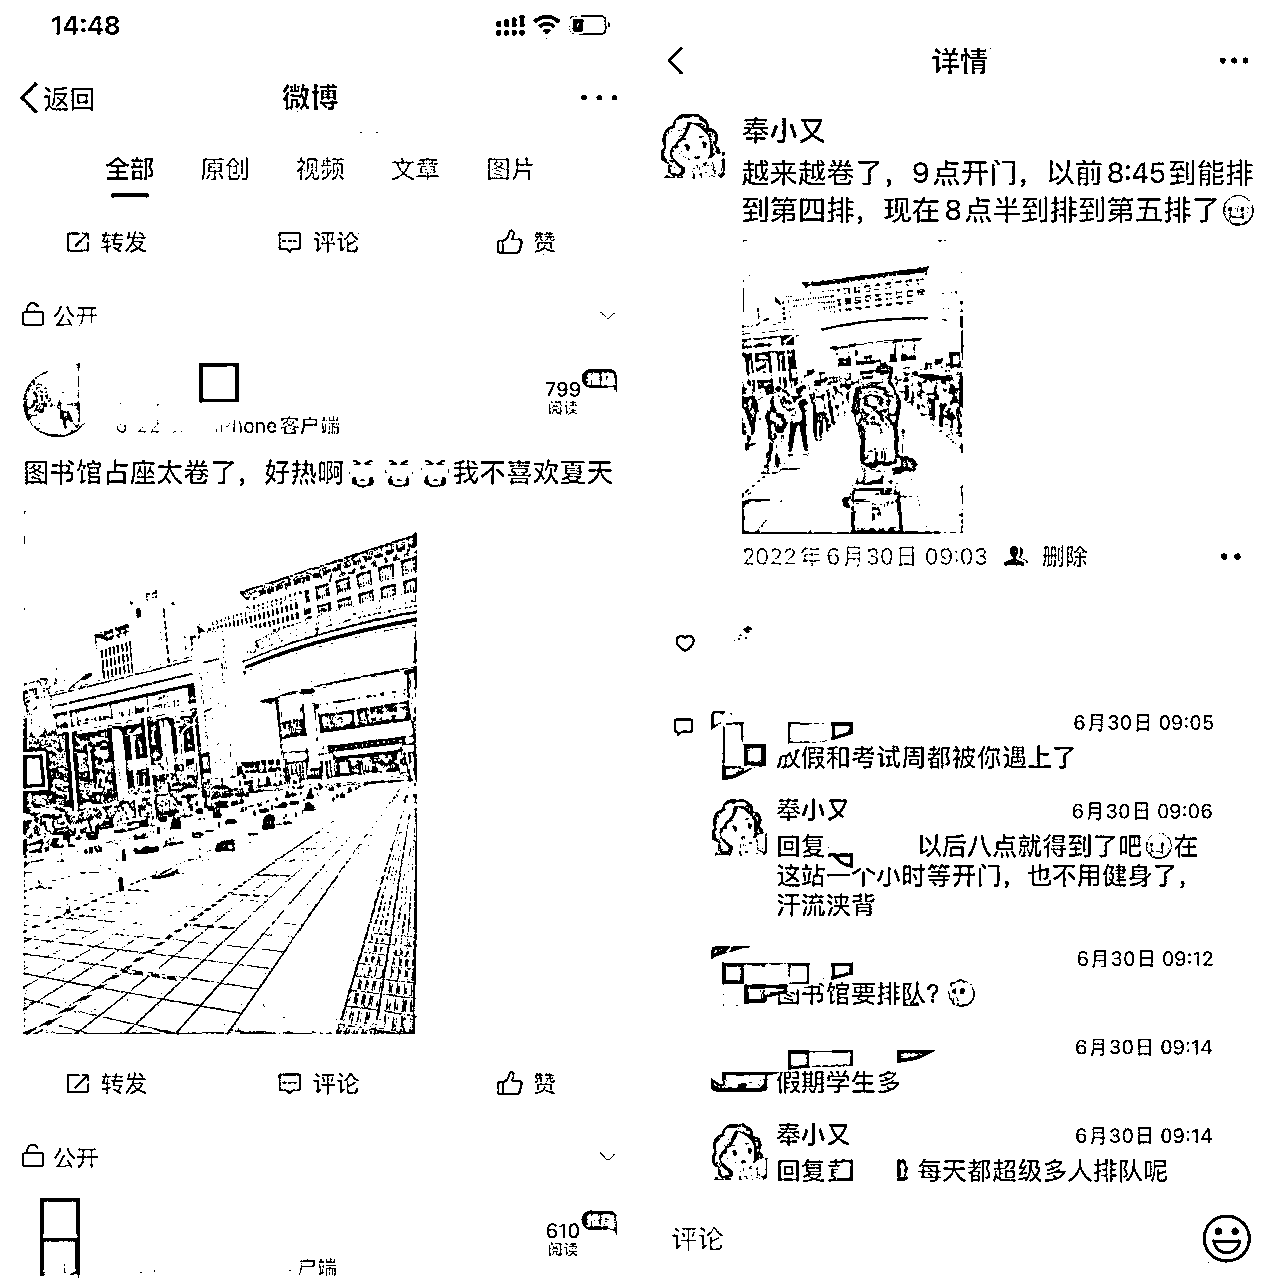 14:48
返回
微博
全部 原创 视频 文章 图片
转发 评论 赞
公开
799
阅读
iPhone客户端
图书馆占座太卷了，好热啊我不喜欢夏天
转发 评论 赞
公开
610
阅读
户端
详情
奉小又
越来越卷了，9点开门，以前8:45到能排
到第四排，现在8点半到排到第五排了
2022年6月30日 09:03 删除
6月30日 09:05
假和考试周都被你遇上了
奉小又
6月30日 09:06
回复 以后八点就得到了吧在
这站一个小时等开门，也不用健身了，
汗流浃背
6月30日 09:12
图书馆要排队？
6月30日 09:14
假期学生多
奉小又
6月30日 09:14
回复 每天都超级多人排队呢
评论